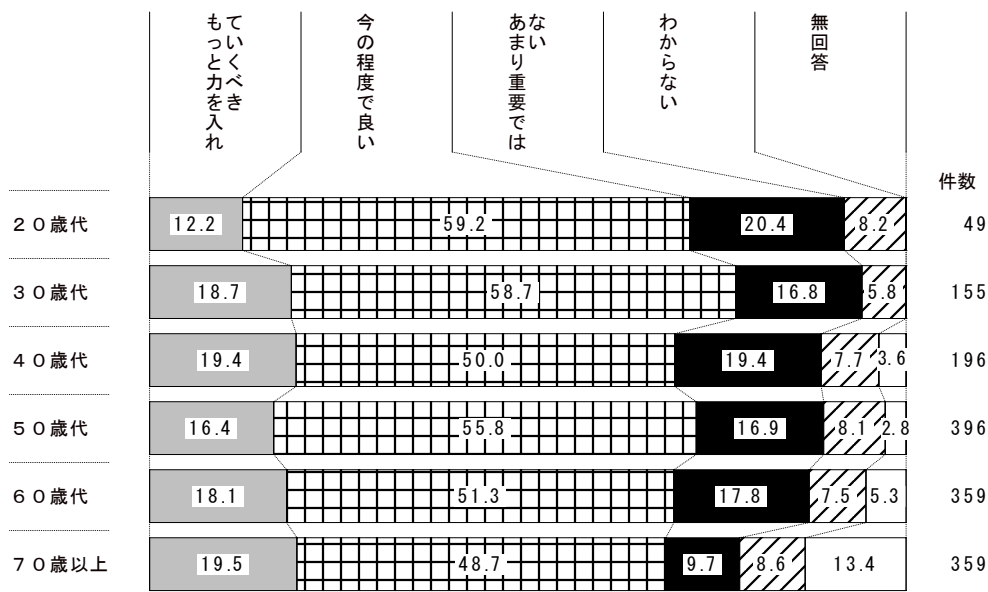 もっと力を入れ
ていくべき
今の程度で良い
あまり重要では
ない
わからない
無回答
件数
２０歳代 12.2 59.2 20.4 8.2 49
３０歳代 18.7 58.7 16.8 5.8 155
４０歳代 19.4 50.0 19.4 7.7 3.6 196
５０歳代 16.4 55.8 16.9 8.1 2.8 396
６０歳代 18.1 51.3 17.8 7.5 5.3 359
７０歳以上 19.5 48.7 9.7 8.6 13.4 359